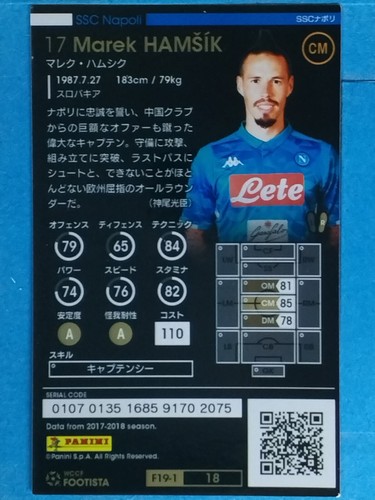 SSC Napoli
SSCナポリ
17 Marek HAMŠÍK
CM
マレク・ハムシク
1987.7.27 183cm / 79kg
スロバキア
ナポリに忠誠を誓い、中国クラブ
からの巨額なオファーも蹴った
偉大なキャプテン。守備に攻撃、
組み立てに突破、ラストパスに
シュートと、できないことがほと
んどない欧州屈指のオールラウン
ダーだ。 (神尾光臣)
Kappa
Lete
Garofalo
オフェンス ディフェンス テクニック
79 65 84
パワー スピード スタミナ
74 76 82
安定度 怪我耐性 コスト
A A 110
スキル
キャプテンシー
CF
SS
OM 81
CM 85
DM 78
CB
GK
SERIAL CODE
0107 0135 1685 9170 2075
Data from 2017-2018 season.
PANINI
©Panini S.p.A. All Rights Reserved.
WCCF
FOOTISTA
F19-1 18